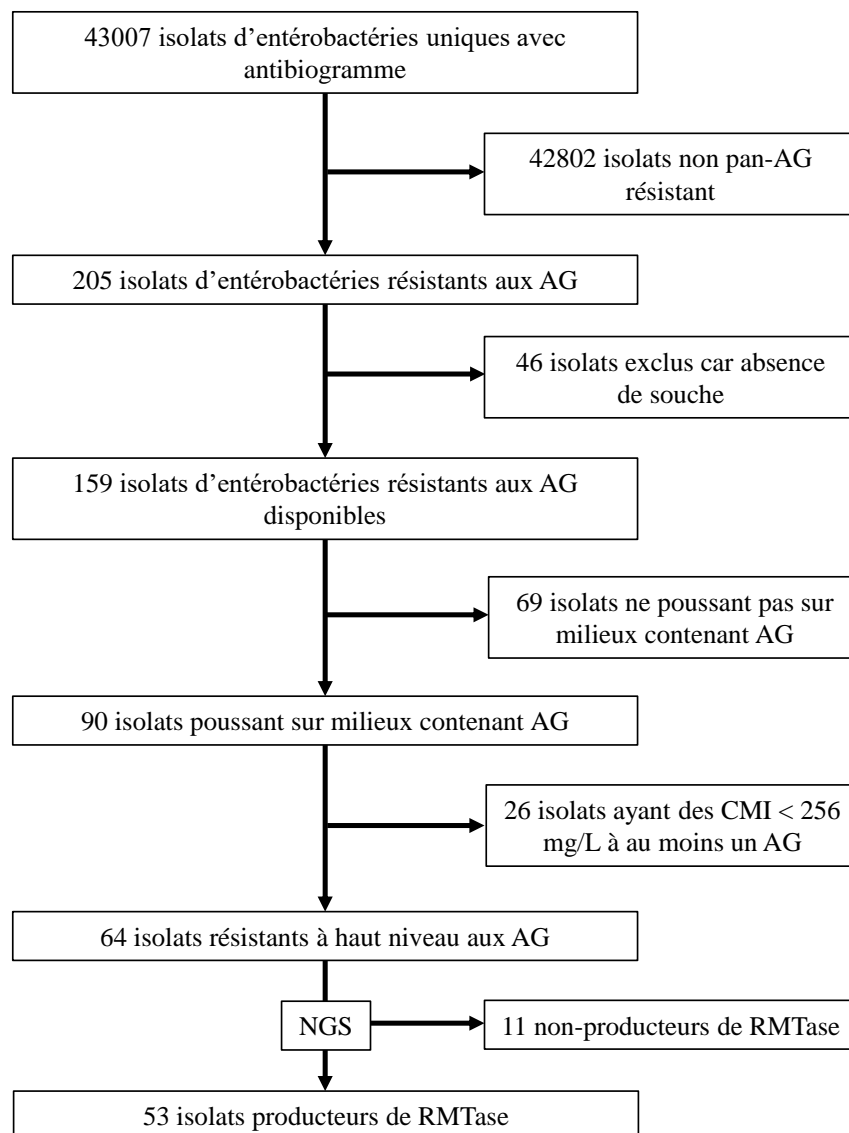 43007 isolats d’entérobactéries uniques avec
antibiogramme
42802 isolats non pan-AG
résistant
205 isolats d’entérobactéries résistants aux AG
46 isolats exclus car absence
de souche
159 isolats d’entérobactéries résistants aux AG
disponibles
69 isolats ne poussant pas sur
milieux contenant AG
90 isolats poussant sur milieux contenant AG
26 isolats ayant des CMI < 256
mg/L à au moins un AG
64 isolats résistants à haut niveau aux AG
NGS
11 non-producteurs de RMTase
53 isolats producteurs de RMTase